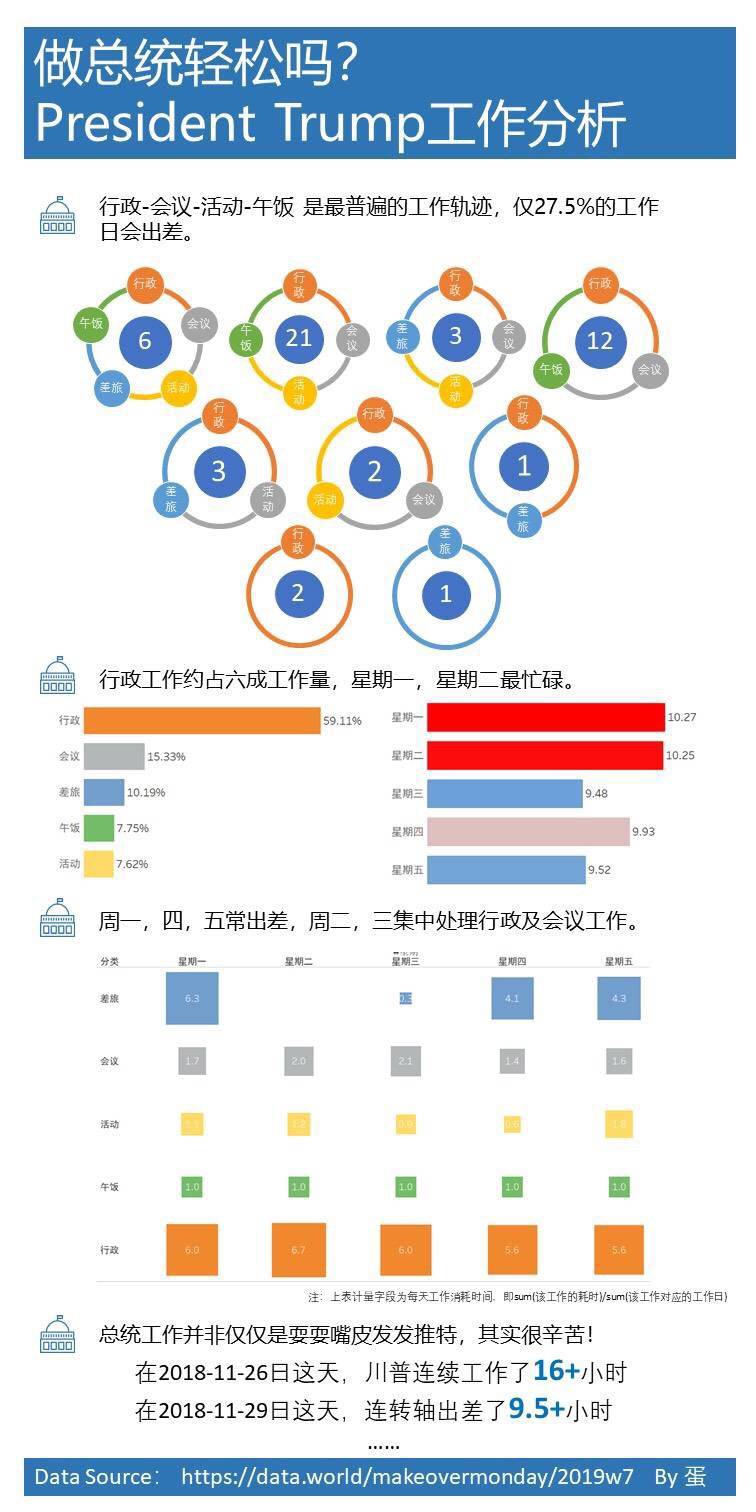 做总统轻松吗？
President Trump工作分析
行政-会议-活动-午饭 是最普遍的工作轨迹，仅27.5%的工作
日会出差。
行政
午饭
6
会议
差旅
活动
行政
午饭
21
会议
活动
行政
差旅
3
会议
活动
行政
12
午饭
会议
行政
3
差旅
活动
行政
2
活动
会议
行政
1
差旅
行政
2
差旅
1
行政工作约占六成工作量，星期一，星期二最忙碌。
行政 59.11%
会议 15.33%
差旅 10.19%
午饭 7.75%
活动 7.62%
星期一 10.27
星期二 10.25
星期三 9.48
星期四 9.93
星期五 9.52
周一，四，五常出差，周二，三集中处理行政及会议工作。
分类 星期一 星期二 星期三 星期四 星期五
差旅 6.3 0.3 4.1 4.3
会议 1.7 2.0 2.1 1.4 1.6
活动 1.2 0.9 0.6 1.8
午饭 1.0 1.0 1.0 1.0 1.0
行政 6.0 6.7 6.0 5.6 5.6
注：上表计量字段为每天工作消耗时间，即sum(该工作的耗时)/sum(该工作对应的工作日)
总统工作并非仅仅是耍耍嘴皮发发推特，其实很辛苦！
在2018-11-26日这天，川普连续工作了16+小时
在2018-11-29日这天，连转轴出差了9.5+小时
……
Data Source： https://data.world/makeovermonday/2019w7 By 蛋